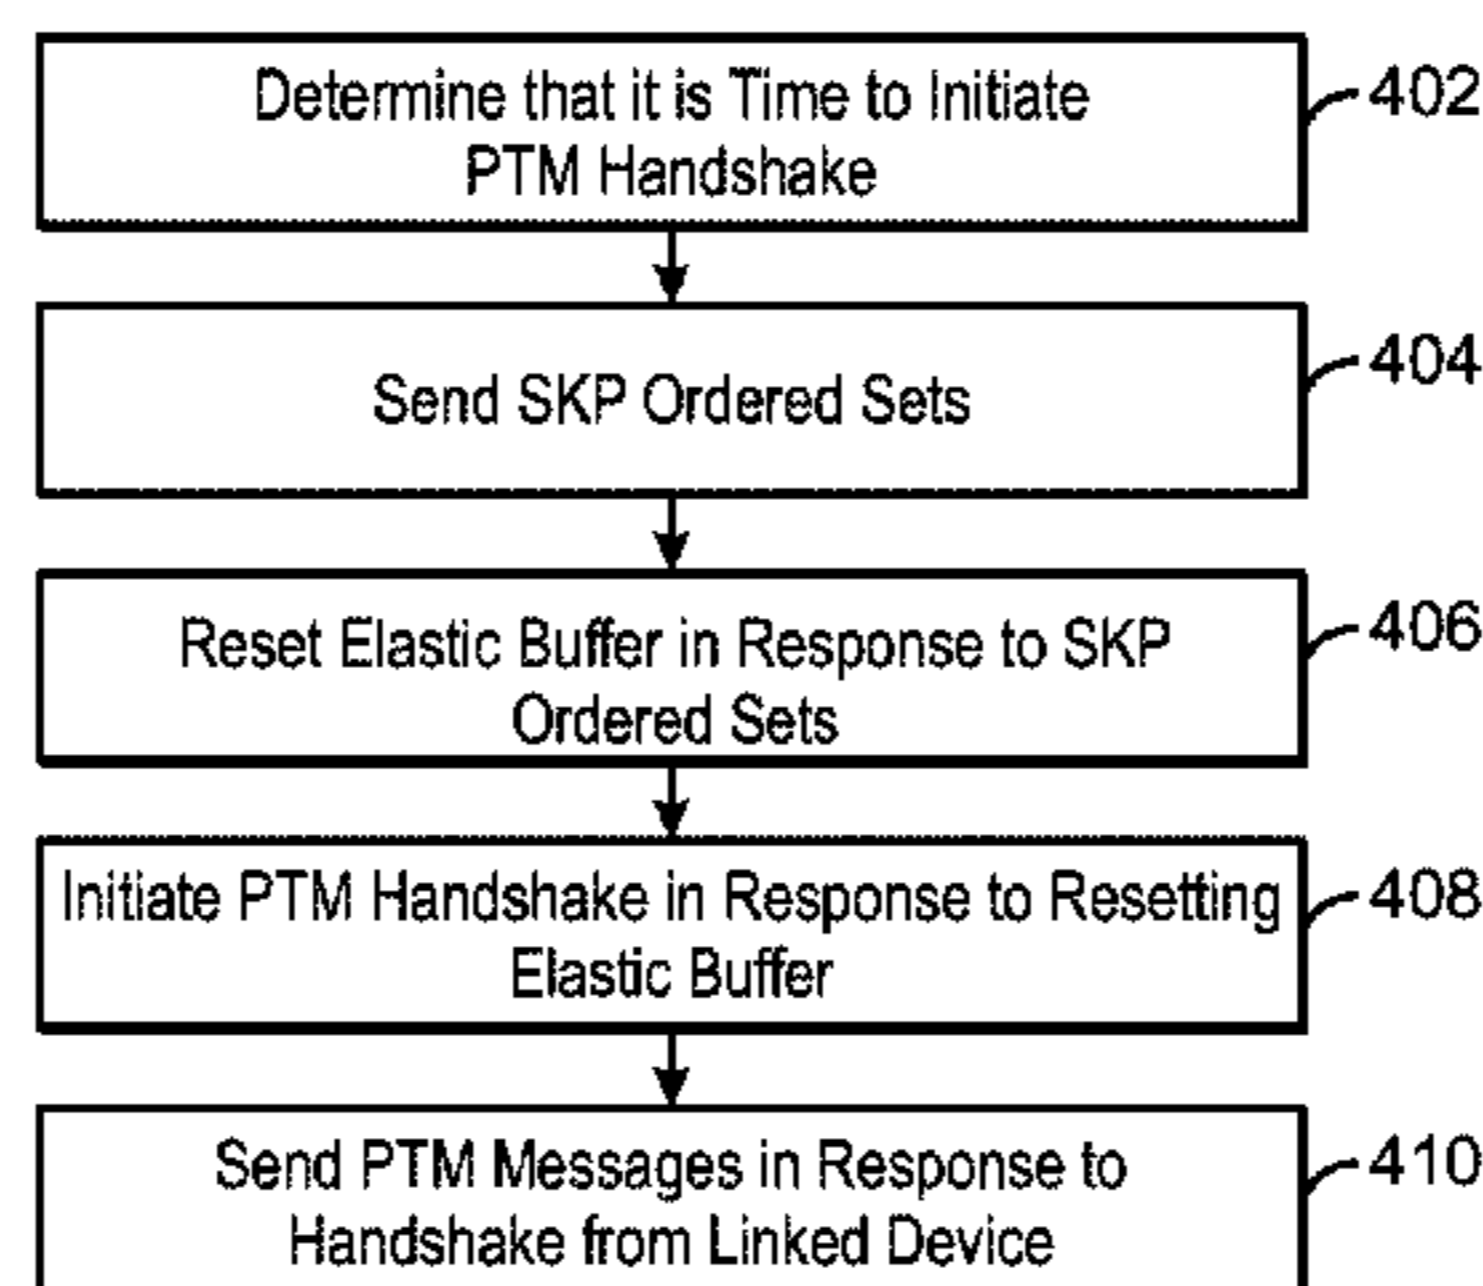 Determine that it is Time to Initiate
PTM Handshake
402
Send SKP Ordered Sets
404
Reset Elastic Buffer in Response to SKP
Ordered Sets
406
Initiate PTM Handshake in Response to Resetting
Elastic Buffer
408
Send PTM Messages in Response to
Handshake from Linked Device
410